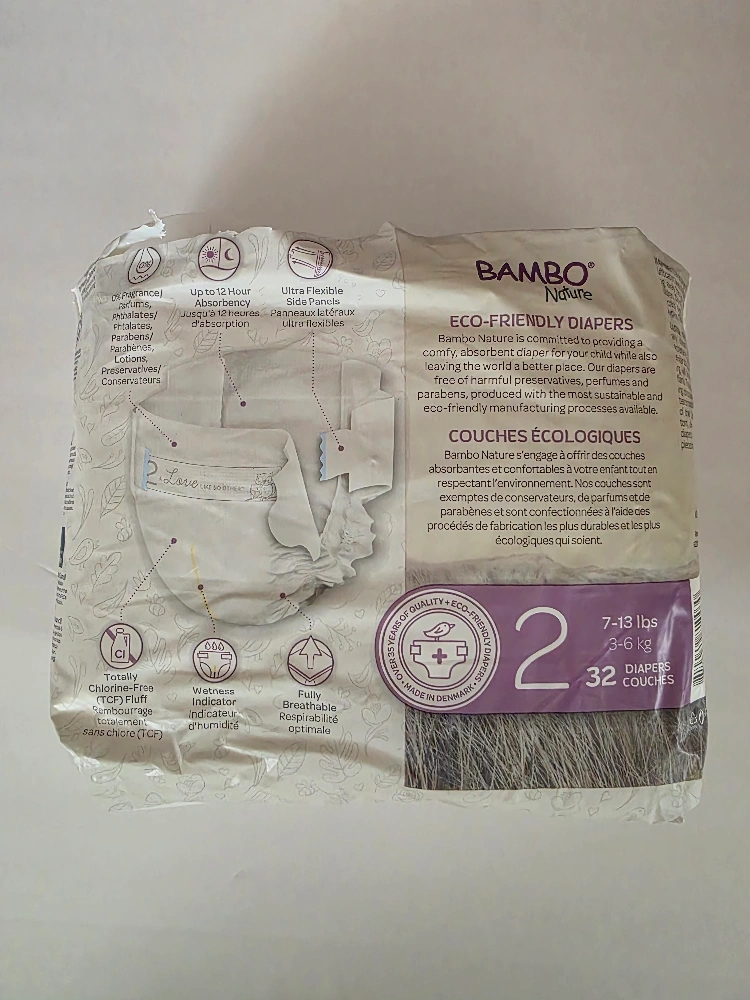 0% Fragrance/
Parfums,
Phthalates/
Phtalates,
Parabens/
Parabènes,
Lotions,
Preservatives/
Conservateurs
Up to 12 Hour
Absorbency
Jusqu'à 12 heures
d'absorption
Ultra Flexible
Side Panels
Panneaux latéraux
ultra flexibles
2
Love
Totally
Chlorine-Free
(TCF) Fluff
Rembourrage
totalement
sans chlore (TCF)
Cl
Wetness
Indicator
Indicateur
d'humidité
Fully
Breathable
Respirabilité
optimale
BAMBO®
Nature
ECO-FRIENDLY DIAPERS
Bambo Nature is committed to providing a
comfy, absorbent diaper for your child while also
leaving the world a better place. Our diapers are
free of harmful preservatives, perfumes and
parabens, produced with the most sustainable and
eco-friendly manufacturing processes available.
COUCHES ÉCOLOGIQUES
Bambo Nature s'engage à offrir des couches
absorbantes et confortables à votre enfant tout en
respectant l'environnement. Nos couches sont
exemptes de conservateurs, de parfums et de
parabènes et sont confectionnées à l'aide des
procédés de fabrication les plus durables et les plus
écologiques qui soient.
OVER 35 YEARS OF QUALITY + ECO-FRIENDLY DIAPERS
• MADE IN DENMARK •
2
7-13 lbs
3-6 kg
32 DIAPERS
COUCHES